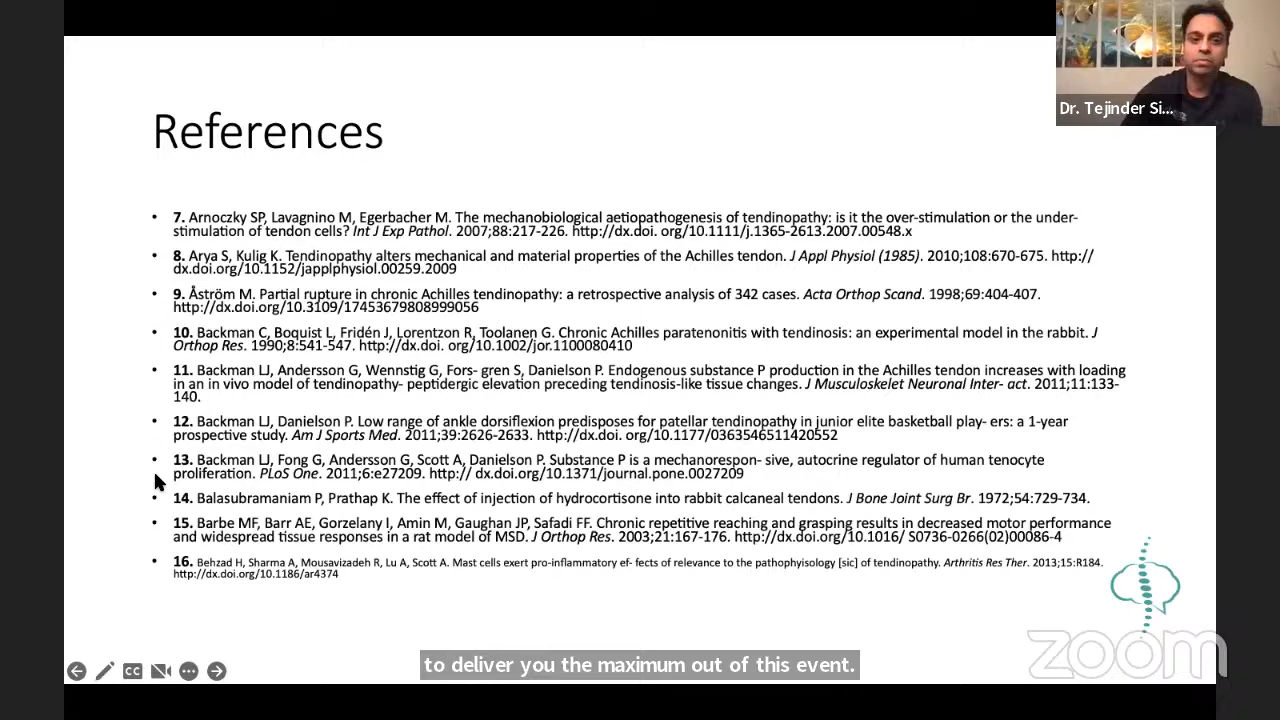 Dr. Tejinder Si...
References
• 7. Arnoczky SP, Lavagnino M, Egerbacher M. The mechanobiological aetiopathogenesis of tendinopathy: is it the over-stimulation or the under-
stimulation of tendon cells? Int J Exp Pathol. 2007;88:217-226. http://dx.doi. org/10.1111/j.1365-2613.2007.00548.x
• 8. Arya S, Kulig K. Tendinopathy alters mechanical and material properties of the Achilles tendon. J Appl Physiol (1985). 2010;108:670-675. http://
dx.doi.org/10.1152/japplphysiol.00259.2009
• 9. Åström M. Partial rupture in chronic Achilles tendinopathy: a retrospective analysis of 342 cases. Acta Orthop Scand. 1998;69:404-407.
http://dx.doi.org/10.3109/17453679808999056
• 10. Backman C, Boquist L, Fridén J, Lorentzon R, Toolanen G. Chronic Achilles paratenonitis with tendinosis: an experimental model in the rabbit. J
Orthop Res. 1990;8:541-547. http://dx.doi. org/10.1002/jor.1100080410
• 11. Backman LJ, Andersson G, Wennstig G, Fors- gren S, Danielson P. Endogenous substance P production in the Achilles tendon increases with loading
in an in vivo model of tendinopathy- peptidergic elevation preceding tendinosis-like tissue changes. J Musculoskelet Neuronal Inter- act. 2011;11:133-
140.
• 12. Backman LJ, Danielson P. Low range of ankle dorsiflexion predisposes for patellar tendinopathy in junior elite basketball play- ers: a 1-year
prospective study. Am J Sports Med. 2011;39:2626-2633. http://dx.doi. org/10.1177/0363546511420552
• 13. Backman LJ, Fong G, Andersson G, Scott A, Danielson P. Substance P is a mechanorespon- sive, autocrine regulator of human tenocyte
proliferation. PLoS One. 2011;6:e27209. http:// dx.doi.org/10.1371/journal.pone.0027209
• 14. Balasubramaniam P, Prathap K. The effect of injection of hydrocortisone into rabbit calcaneal tendons. J Bone Joint Surg Br. 1972;54:729-734.
• 15. Barbe MF, Barr AE, Gorzelany I, Amin M, Gaughan JP, Safadi FF. Chronic repetitive reaching and grasping results in decreased motor performance
and widespread tissue responses in a rat model of MSD. J Orthop Res. 2003;21:167-176. http://dx.doi.org/10.1016/ S0736-0266(02)00086-4
• 16. Behzad H, Sharma A, Mousavizadeh R, Lu A, Scott A. Mast cells exert pro-inflammatory ef- fects of relevance to the pathophyisology [sic] of tendinopathy. Arthritis Res Ther. 2013;15:R184.
http://dx.doi.org/10.1186/ar4374
zoom
CC
to deliver you the maximum out of this event.